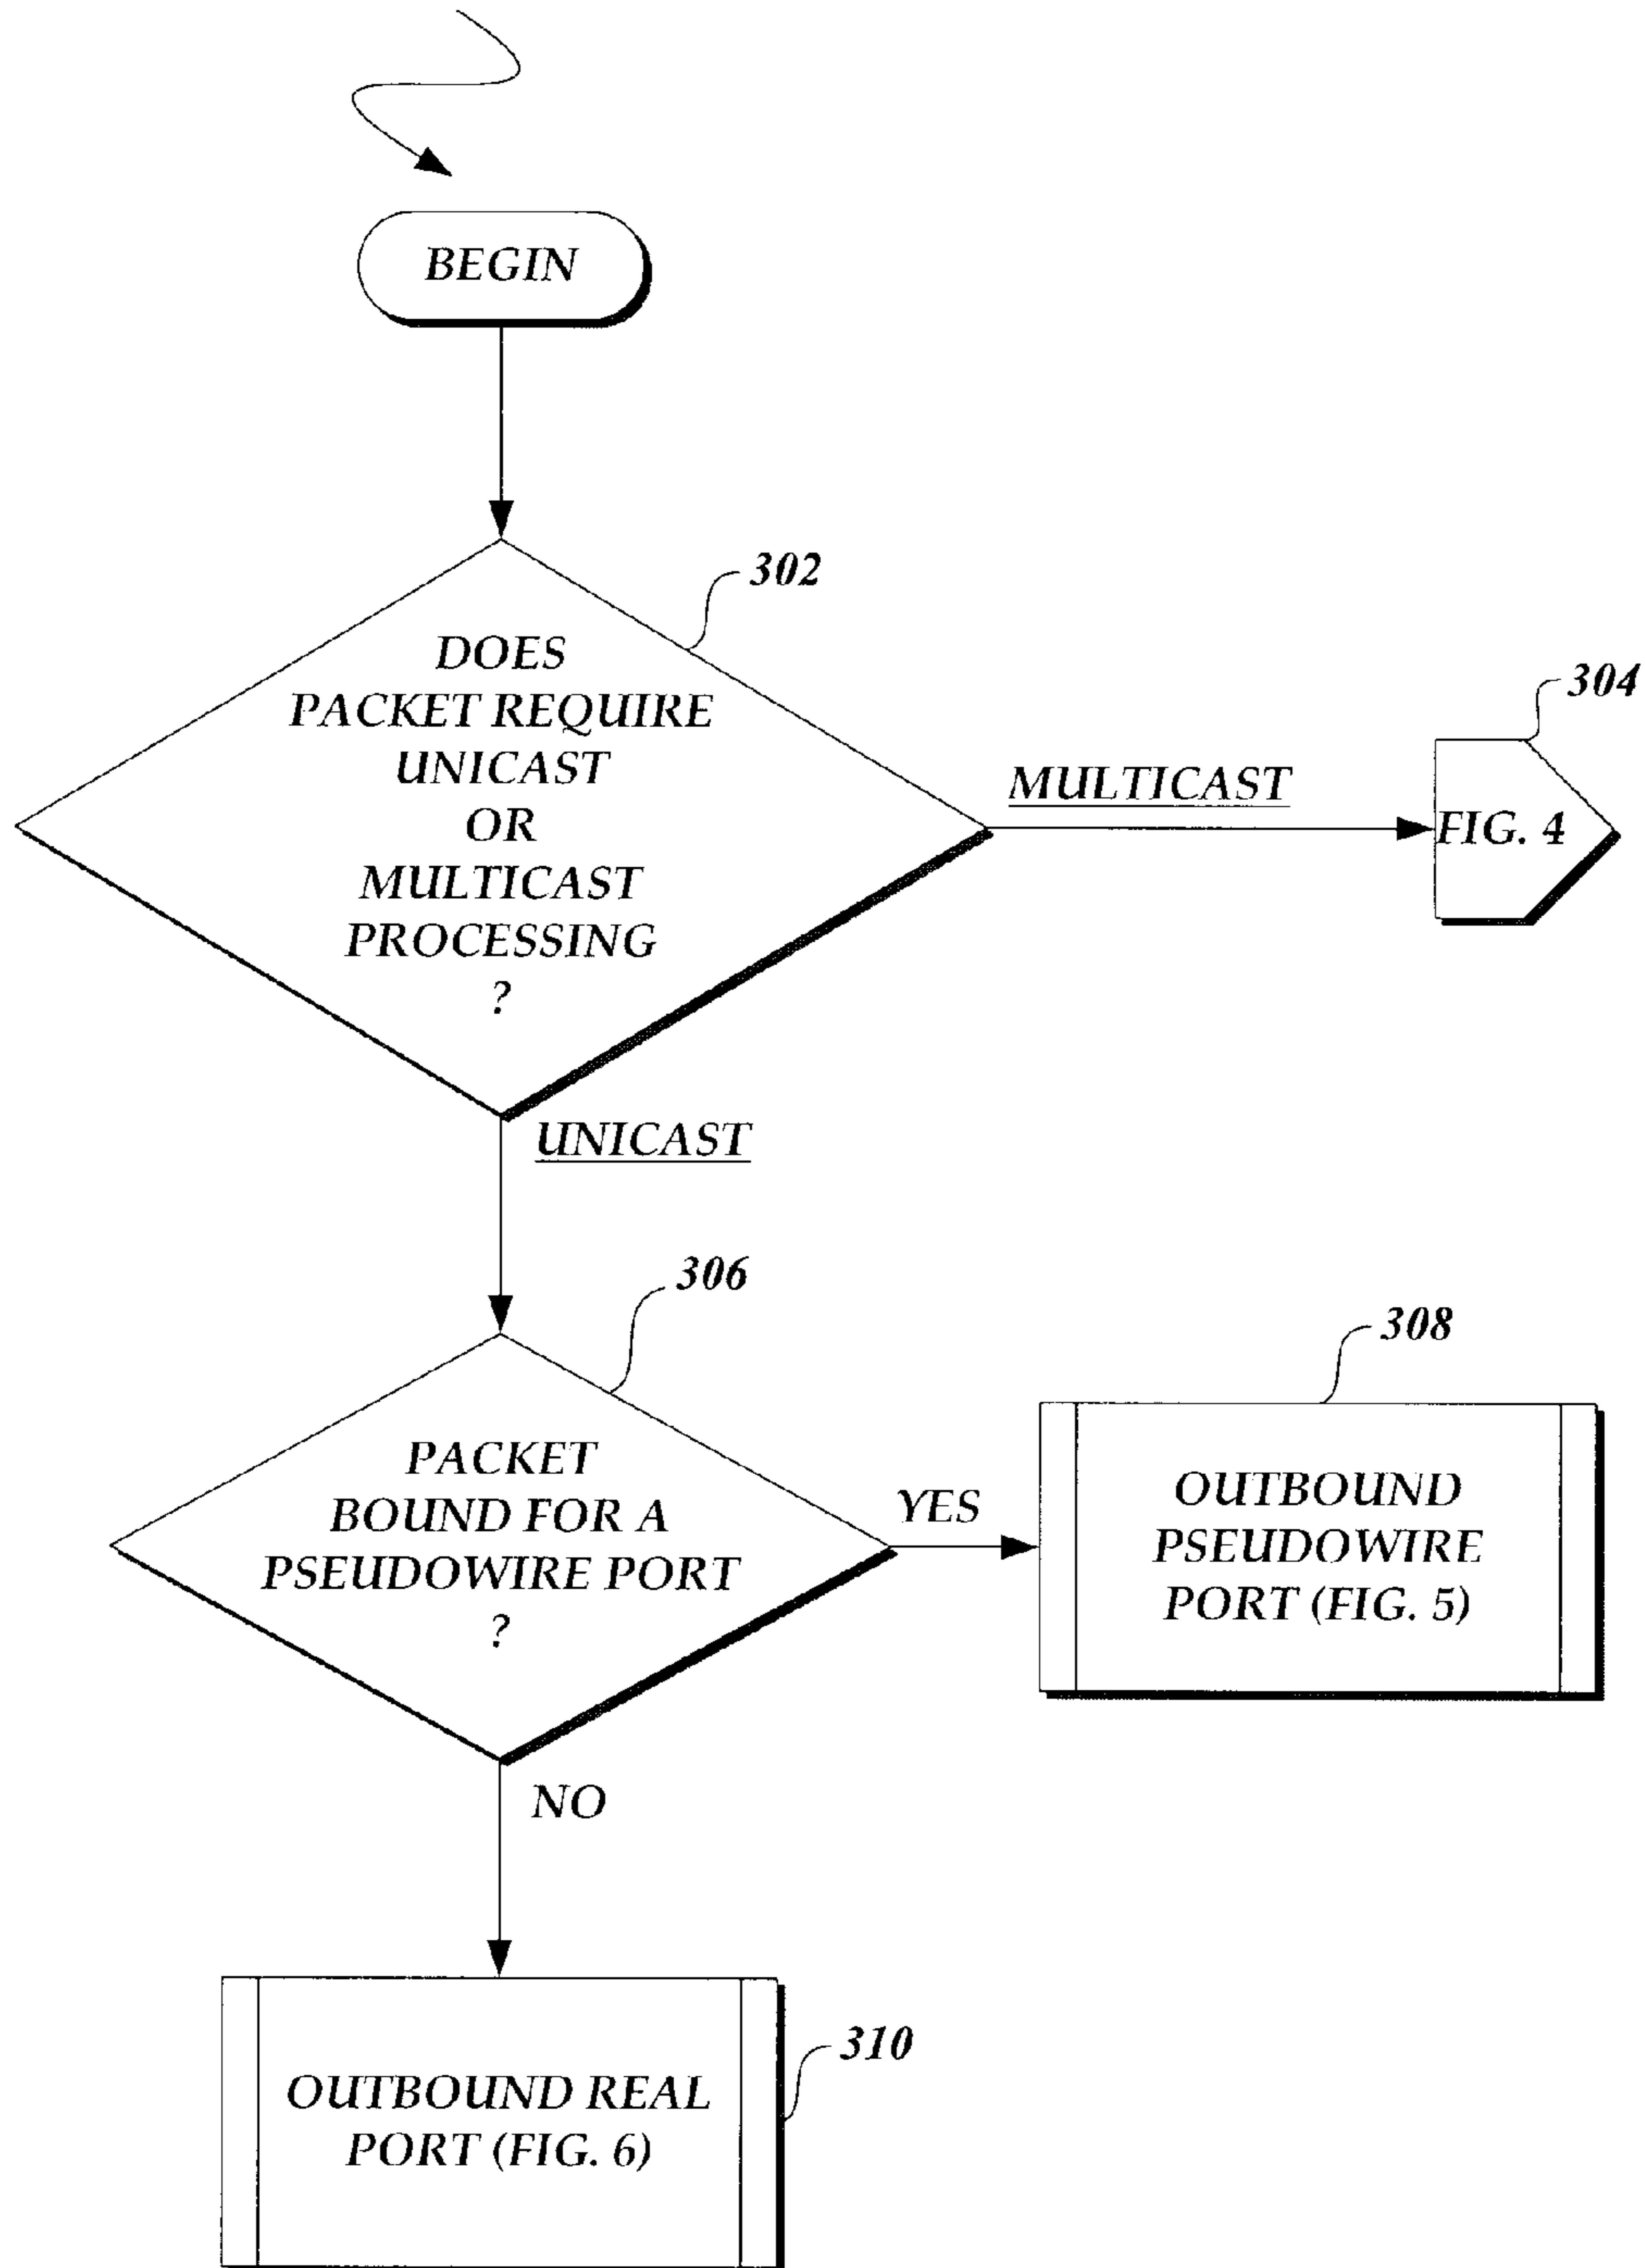 BEGIN
302
DOES
PACKET REQUIRE
UNICAST
OR
MULTICAST
PROCESSING
?
MULTICAST
304
FIG. 4
UNICAST
306
PACKET
BOUND FOR A
PSEUDOWIRE PORT
?
YES
308
OUTBOUND
PSEUDOWIRE
PORT (FIG. 5)
NO
310
OUTBOUND REAL
PORT (FIG. 6)